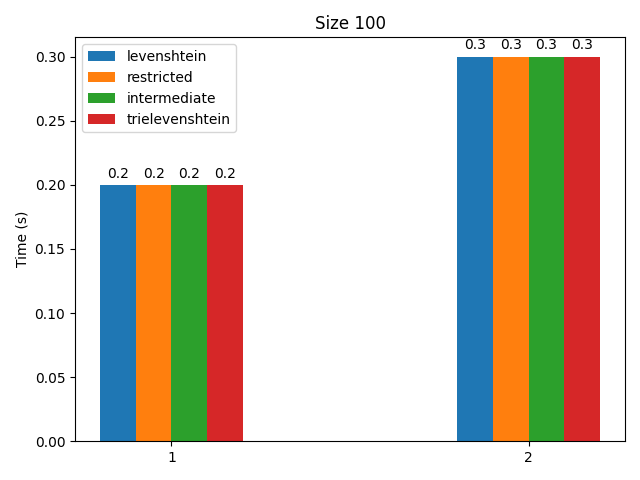 Size 100
levenshtein
restricted
intermediate
trielevenshtein
0.3 0.3 0.3 0.3
0.2 0.2 0.2 0.2
Time (s)
0.30
0.25
0.20
0.15
0.10
0.05
0.00
1 2